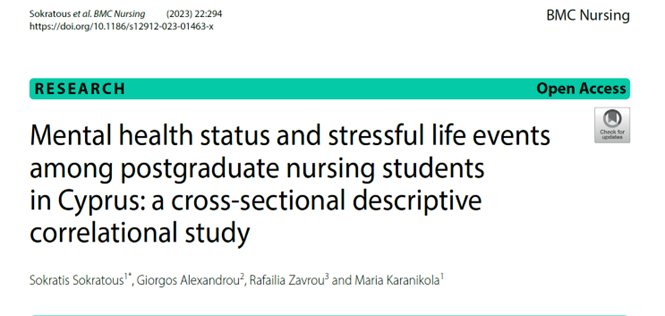 Sokratous et al. BMC Nursing (2023) 22:294
https://doi.org/10.1186/s12912-023-01463-x
BMC Nursing
RESEARCH Open Access
Check for
updates
Mental health status and stressful life events
among postgraduate nursing students
in Cyprus: a cross-sectional descriptive
correlational study
Sokratis Sokratous1*, Giorgos Alexandrou2, Rafailia Zavrou3 and Maria Karanikola1